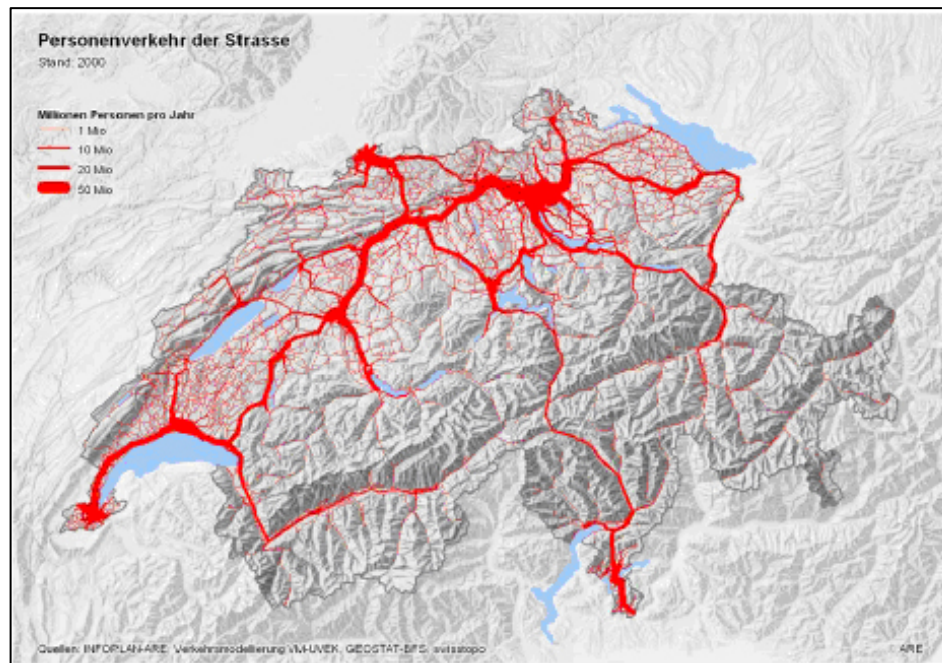 Personenverkehr der Strasse
Stand: 2000
Millionen Personen pro Jahr
1 Mio
10 Mio
20 Mio
50 Mio
Quellen: INFOPLAN-ARE, Verkehrsmodellierung VM-UVEK, GEOSTAT-BFS, swisstopo
ARE